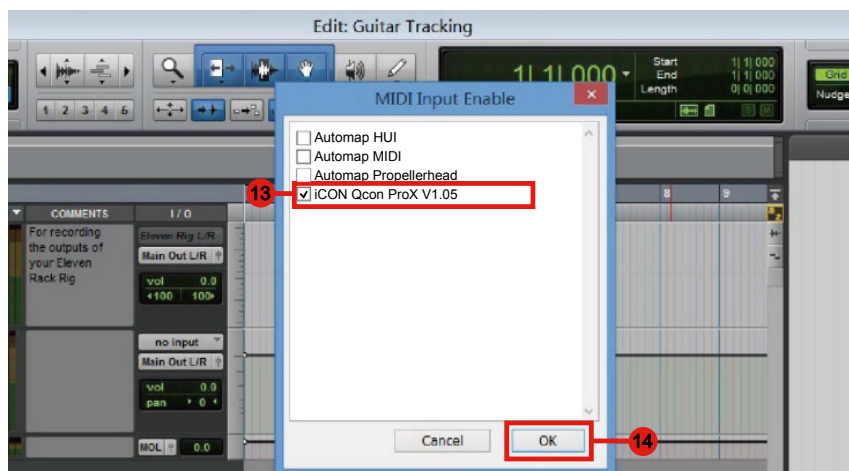 Edit: Guitar Tracking
1| 1| 000
Start 1| 1| 000
End 1| 1| 000
Length 0| 0| 000
Grid
Nudge
1 2 3 4 5
MIDI Input Enable
Automap HUI
Automap MIDI
Automap Propellerhead
13
iCON Qcon ProX V1.05
8 9
COMMENTS I / O
For recording
the outputs of
your Eleven
Rack Rig
Eleven Rig L/R
Main Out L/R
vol 0.0
100 100
no input
Main Out L/R
vol 0.0
pan 0
MOL 0.0
Cancel
OK
14